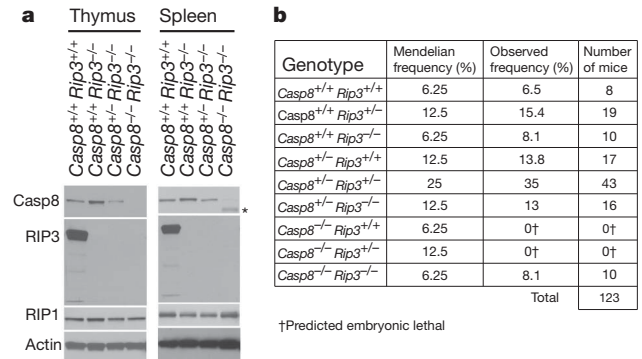 a
Thymus Spleen
Casp8+/+ Rip3+/+
Casp8+/+ Rip3–/–
Casp8+/– Rip3–/–
Casp8–/– Rip3–/–
Casp8+/+ Rip3+/+
Casp8+/+ Rip3–/–
Casp8+/– Rip3–/–
Casp8–/– Rip3–/–
Casp8
*
RIP3
RIP1
Actin
b
Genotype Mendelian frequency (%) Observed frequency (%) Number of mice
Casp8+/+ Rip3+/+ 6.25 6.5 8
Casp8+/+ Rip3+/– 12.5 15.4 19
Casp8+/+ Rip3–/– 6.25 8.1 10
Casp8+/– Rip3+/+ 12.5 13.8 17
Casp8+/– Rip3+/– 25 35 43
Casp8+/– Rip3–/– 12.5 13 16
Casp8–/– Rip3+/+ 6.25 0† 0†
Casp8–/– Rip3+/– 12.5 0† 0†
Casp8–/– Rip3–/– 6.25 8.1 10
Total 123
†Predicted embryonic lethal